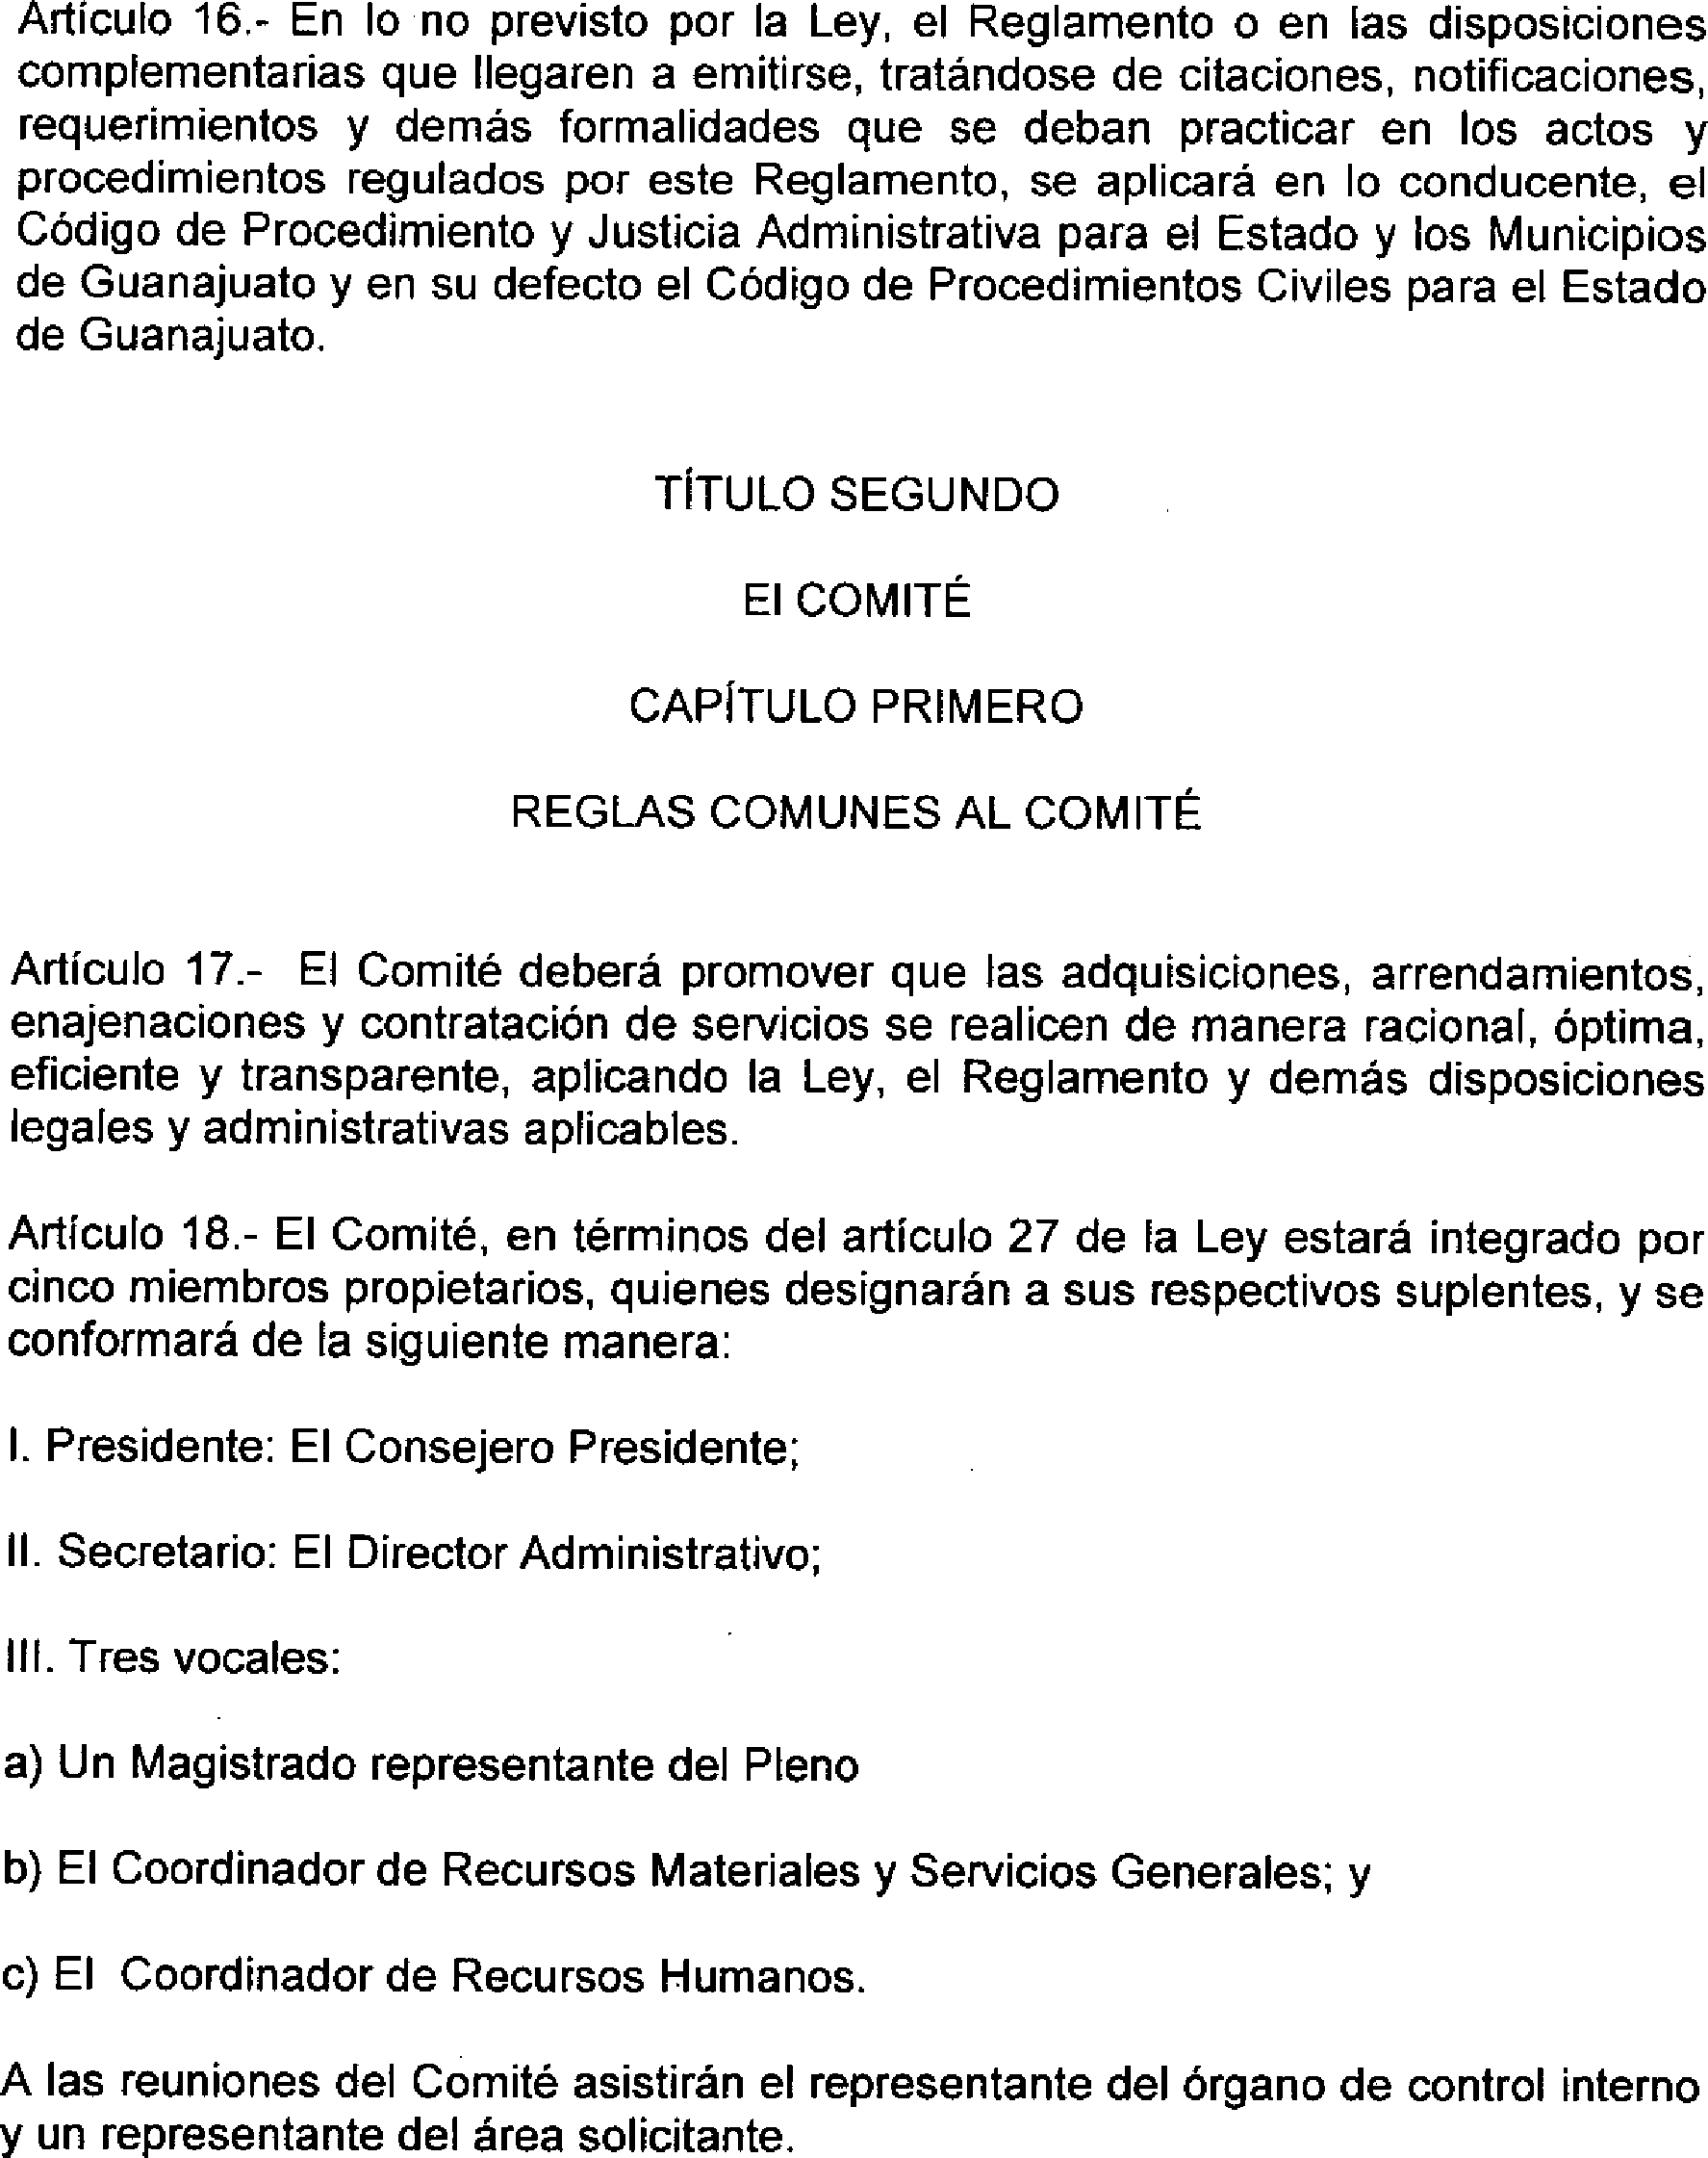 Artículo 16.- En lo no previsto por la Ley, el Reglamento o en las disposiciones
complementarias que llegaren a emitirse, tratándose de citaciones, notificaciones,
requerimientos y demás formalidades que se deban practicar en los actos y
procedimientos regulados por este Reglamento, se aplicará en lo conducente, el
Código de Procedimiento y Justicia Administrativa para el Estado y los Municipios
de Guanajuato y en su defecto el Código de Procedimientos Civiles para el Estado
de Guanajuato.
TÍTULO SEGUNDO
El COMITÉ
CAPÍTULO PRIMERO
REGLAS COMUNES AL COMITÉ
Artículo 17.- El Comité deberá promover que las adquisiciones, arrendamientos,
enajenaciones y contratación de servicios se realicen de manera racional, óptima,
eficiente y transparente, aplicando la Ley, el Reglamento y demás disposiciones
legales y administrativas aplicables.
Artículo 18.- El Comité, en términos del artículo 27 de la Ley estará integrado por
cinco miembros propietarios, quienes designarán a sus respectivos suplentes, y se
conformará de la siguiente manera:
I. Presidente: El Consejero Presidente;
II. Secretario: El Director Administrativo;
III. Tres vocales:
a) Un Magistrado representante del Pleno
b) El Coordinador de Recursos Materiales y Servicios Generales; y
c) El Coordinador de Recursos Humanos.
A las reuniones del Comité asistirán el representante del órgano de control interno
y un representante del área solicitante.